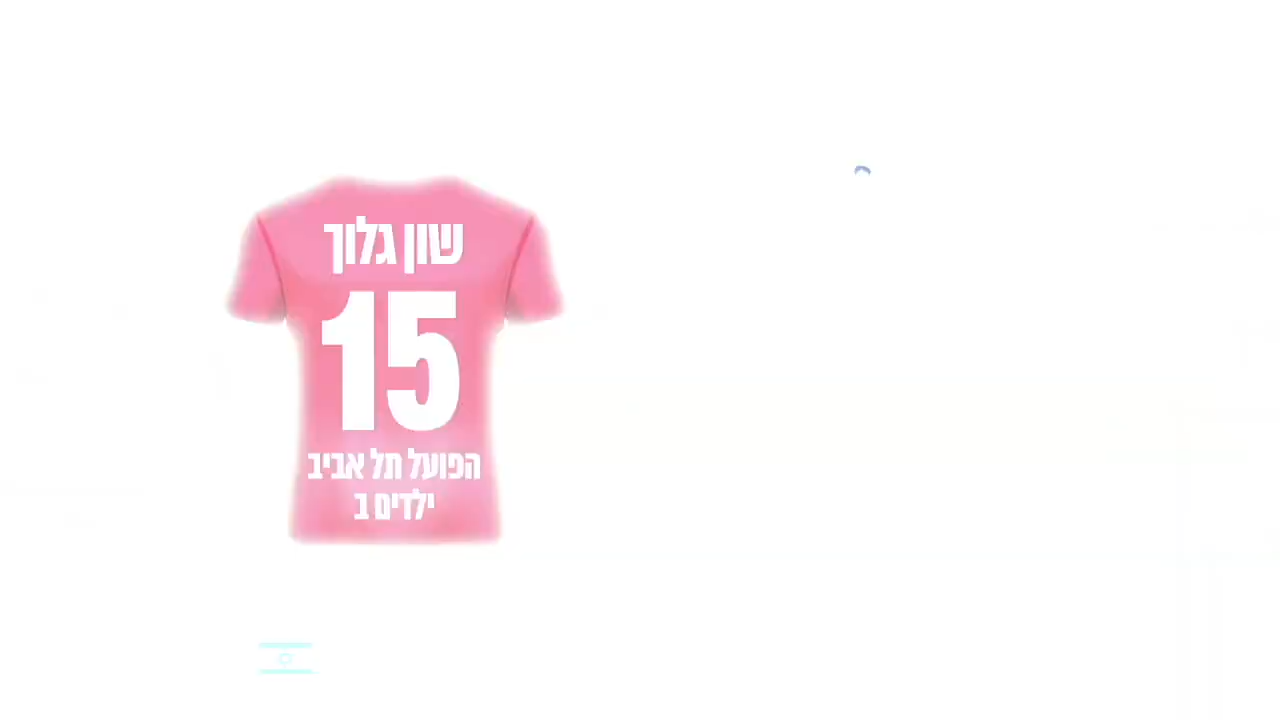 שון גלוך
15
הפועל תל אביב
ילדים ב